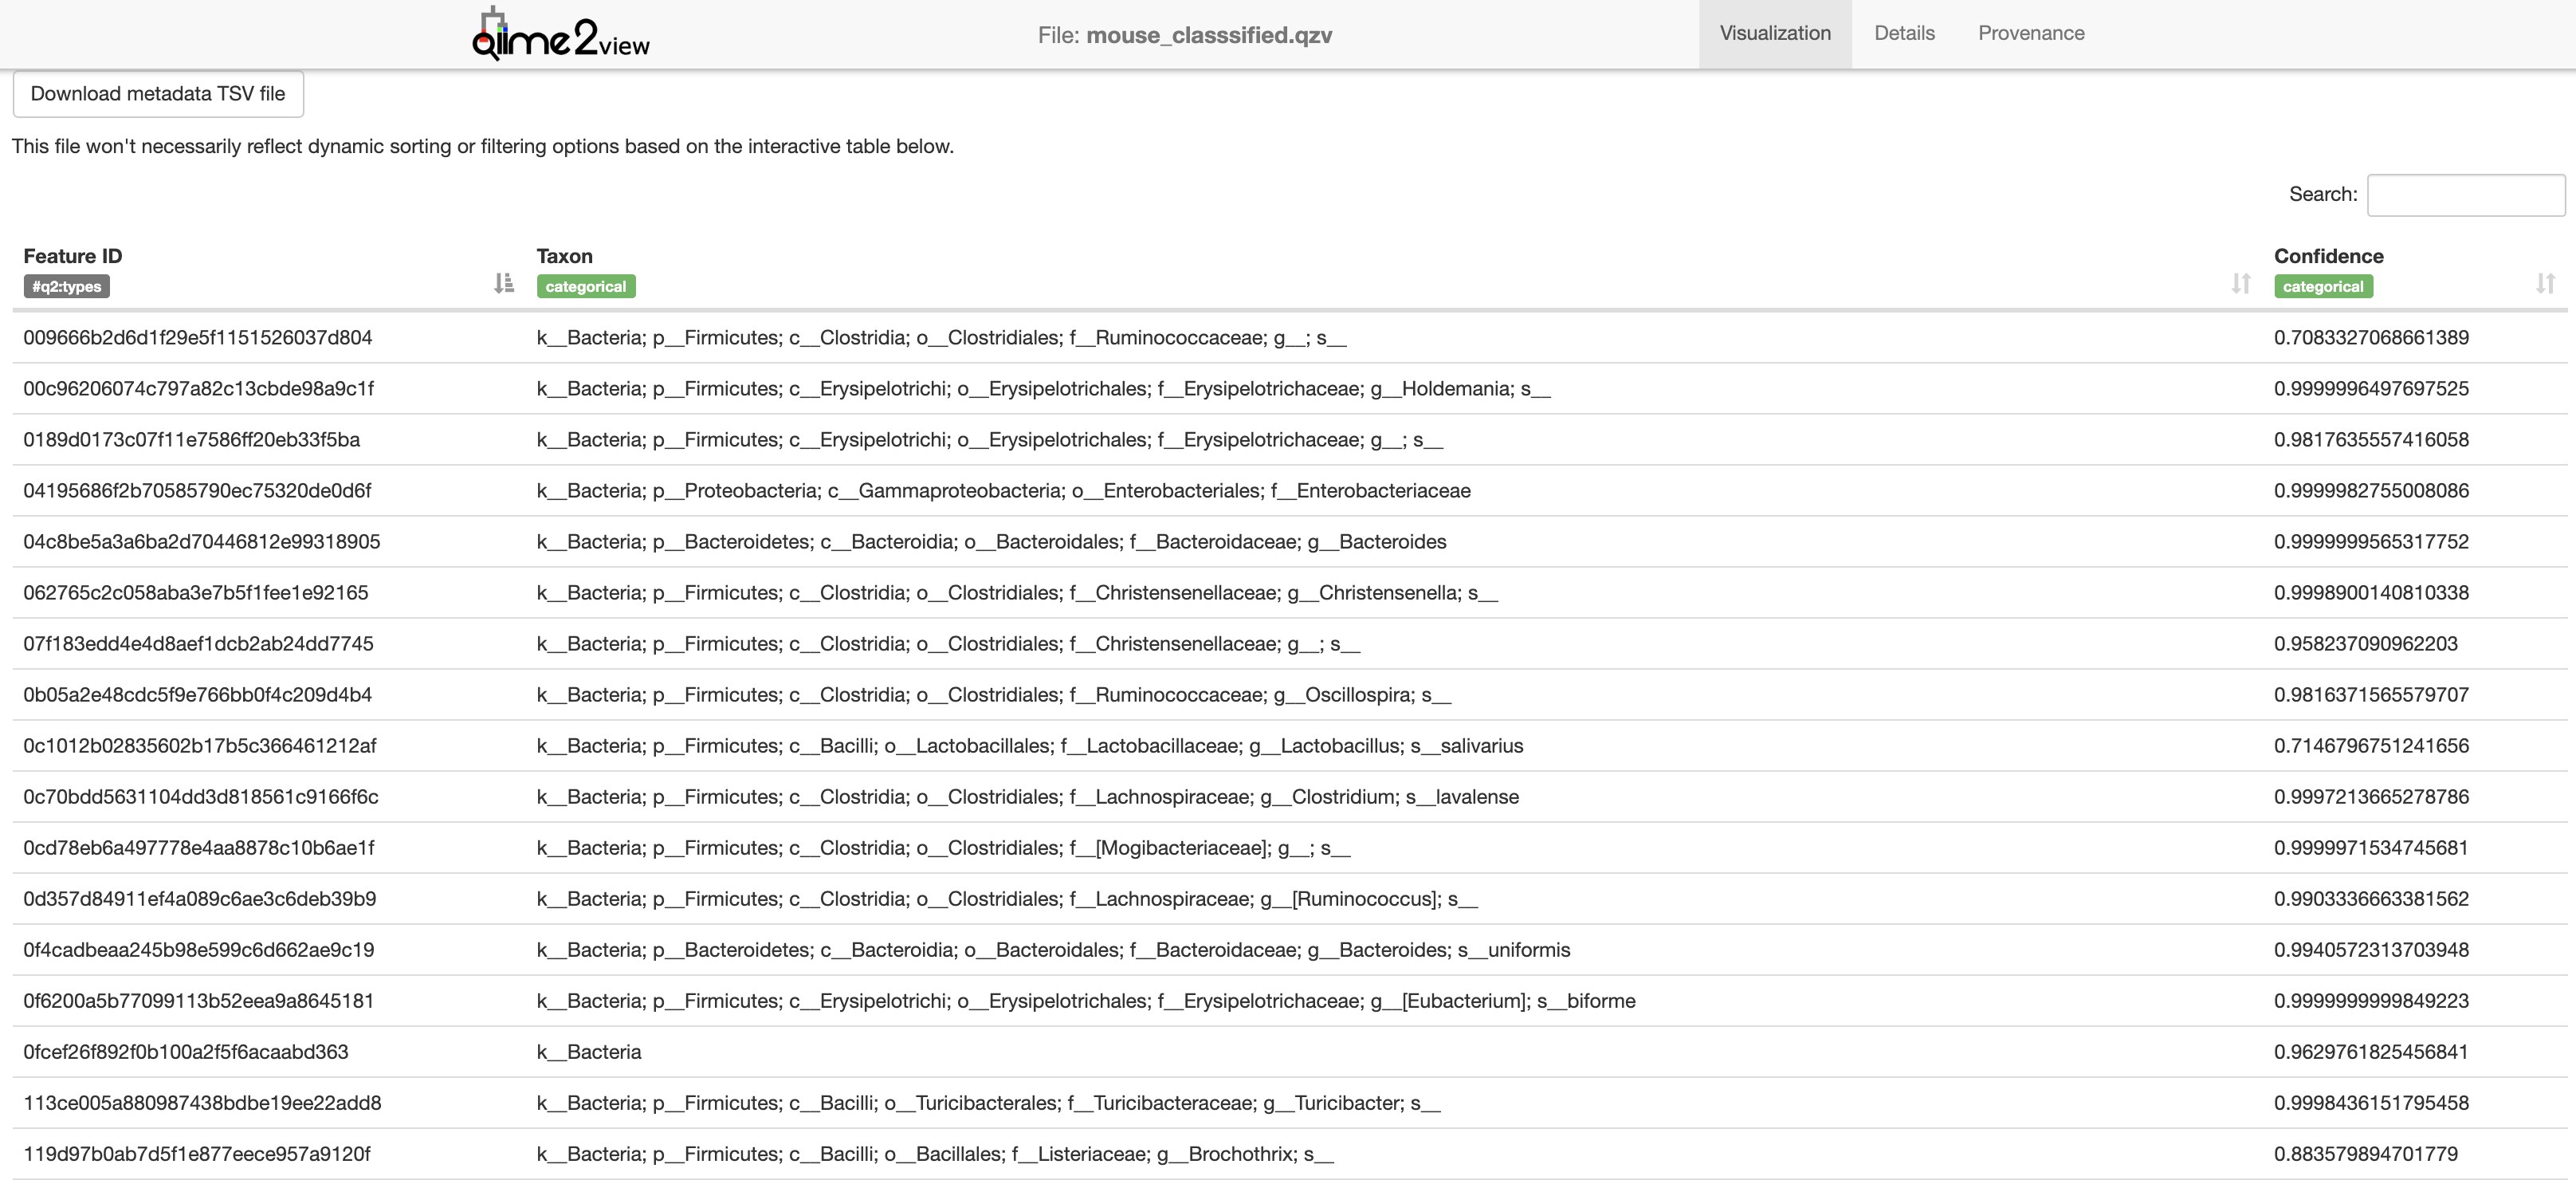 qiime2view File: mouse_classsified.qzv Visualization Details Provenance
Download metadata TSV file
This file won't necessarily reflect dynamic sorting or filtering options based on the interactive table below.
Search:
Feature ID Taxon Confidence
#q2:types categorical categorical
009666b2d6d1f29e5f1151526037d804 k__Bacteria; p__Firmicutes; c__Clostridia; o__Clostridiales; f__Ruminococcaceae; g__; s__ 0.7083327068661389
00c96206074c797a82c13cbde98a9c1f k__Bacteria; p__Firmicutes; c__Erysipelotrichi; o__Erysipelotrichales; f__Erysipelotrichaceae; g__Holdemania; s__ 0.9999996497697525
0189d0173c07f11e7586ff20eb33f5ba k__Bacteria; p__Firmicutes; c__Erysipelotrichi; o__Erysipelotrichales; f__Erysipelotrichaceae; g__; s__ 0.9817635557416058
04195686f2b70585790ec75320de0d6f k__Bacteria; p__Proteobacteria; c__Gammaproteobacteria; o__Enterobacteriales; f__Enterobacteriaceae 0.9999982755008086
04c8be5a3a6ba2d70446812e99318905 k__Bacteria; p__Bacteroidetes; c__Bacteroidia; o__Bacteroidales; f__Bacteroidaceae; g__Bacteroides 0.9999999565317752
062765c2c058aba3e7b5f1fee1e92165 k__Bacteria; p__Firmicutes; c__Clostridia; o__Clostridiales; f__Christensenellaceae; g__Christensenella; s__ 0.9998900140810338
07f183edd4e4d8aef1dcb2ab24dd7745 k__Bacteria; p__Firmicutes; c__Clostridia; o__Clostridiales; f__Christensenellaceae; g__; s__ 0.958237090962203
0b05a2e48cdc5f9e766bb0f4c209d4b4 k__Bacteria; p__Firmicutes; c__Clostridia; o__Clostridiales; f__Ruminococcaceae; g__Oscillospira; s__ 0.9816371565579707
0c1012b02835602b17b5c366461212af k__Bacteria; p__Firmicutes; c__Bacilli; o__Lactobacillales; f__Lactobacillaceae; g__Lactobacillus; s__salivarius 0.7146796751241656
0c70bdd5631104dd3d818561c9166f6c k__Bacteria; p__Firmicutes; c__Clostridia; o__Clostridiales; f__Lachnospiraceae; g__Clostridium; s__lavalense 0.9997213665278786
0cd78eb6a497778e4aa8878c10b6ae1f k__Bacteria; p__Firmicutes; c__Clostridia; o__Clostridiales; f__[Mogibacteriaceae]; g__; s__ 0.9999971534745681
0d357d84911ef4a089c6ae3c6deb39b9 k__Bacteria; p__Firmicutes; c__Clostridia; o__Clostridiales; f__Lachnospiraceae; g__[Ruminococcus]; s__ 0.9903336663381562
0f4cadbeaa245b98e599c6d662ae9c19 k__Bacteria; p__Bacteroidetes; c__Bacteroidia; o__Bacteroidales; f__Bacteroidaceae; g__Bacteroides; s__uniformis 0.9940572313703948
0f6200a5b77099113b52eea9a8645181 k__Bacteria; p__Firmicutes; c__Erysipelotrichi; o__Erysipelotrichales; f__Erysipelotrichaceae; g__[Eubacterium]; s__biforme 0.9999999999849223
0fcef26f892f0b100a2f5f6acaabd363 k__Bacteria 0.9629761825456841
113ce005a880987438bdbe19ee22add8 k__Bacteria; p__Firmicutes; c__Bacilli; o__Turicibacterales; f__Turicibacteraceae; g__Turicibacter; s__ 0.9998436151795458
119d97b0ab7d5f1e877eece957a9120f k__Bacteria; p__Firmicutes; c__Bacilli; o__Bacillales; f__Listeriaceae; g__Brochothrix; s__ 0.883579894701779